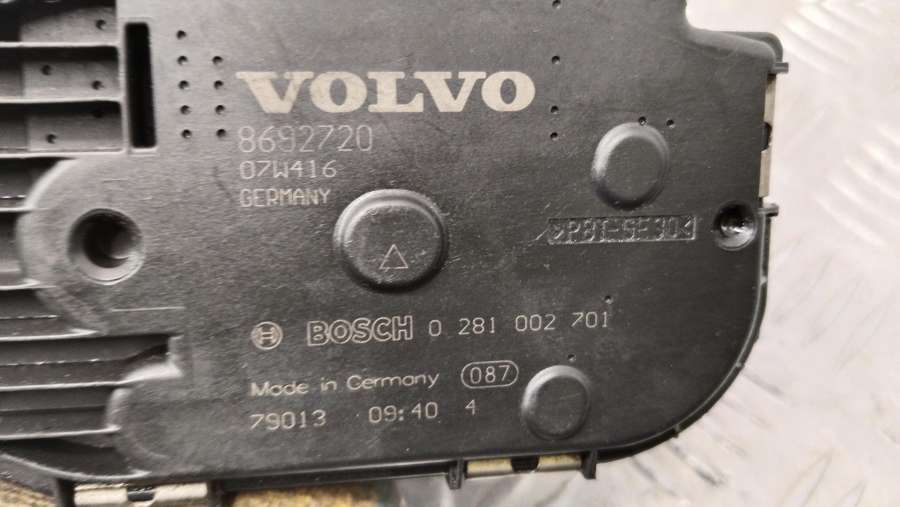 VOLVO
8692720
07W416
GERMANY
>PBT-GF30<
BOSCH 0 281 002 701
Made in Germany 087
79013 09:40 4